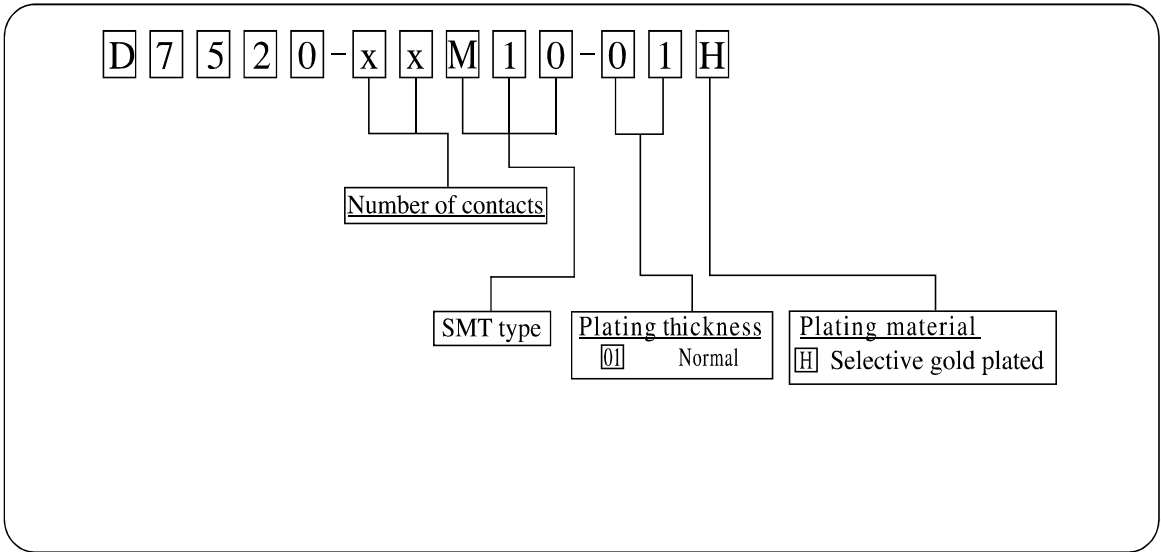 D7520-xxM10-01H
Number of contacts
SMT type
Plating thickness
01 Normal
Plating material
H Selective gold plated